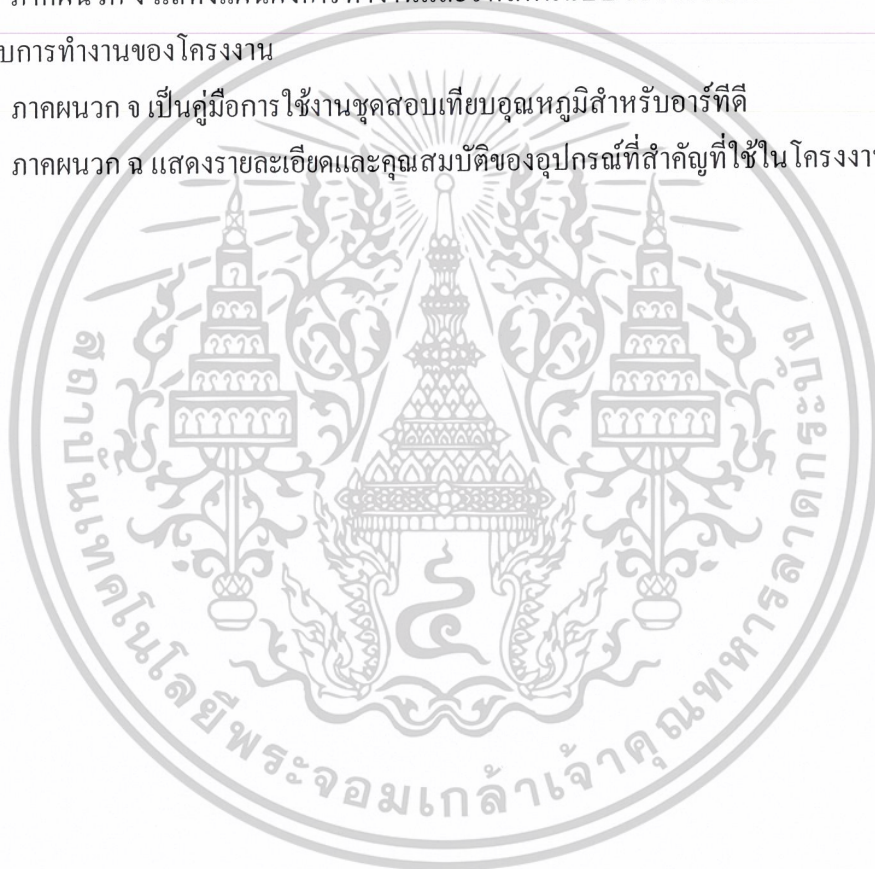 บการทำงานของโครงงาน
ภาคผนวก จ เป็นคู่มือการใช้งานชุดสอบเทียบอุณหภูมิสำหรับอาร์ทีดี
ภาคผนวก ฉ แสดงรายละเอียดและคุณสมบัติของอุปกรณ์ที่สำคัญที่ใช้ในโครงงาน
สถาบันเทคโนโลยีพระจอมเกล้าเจ้าคุณทหารลาดกระบัง